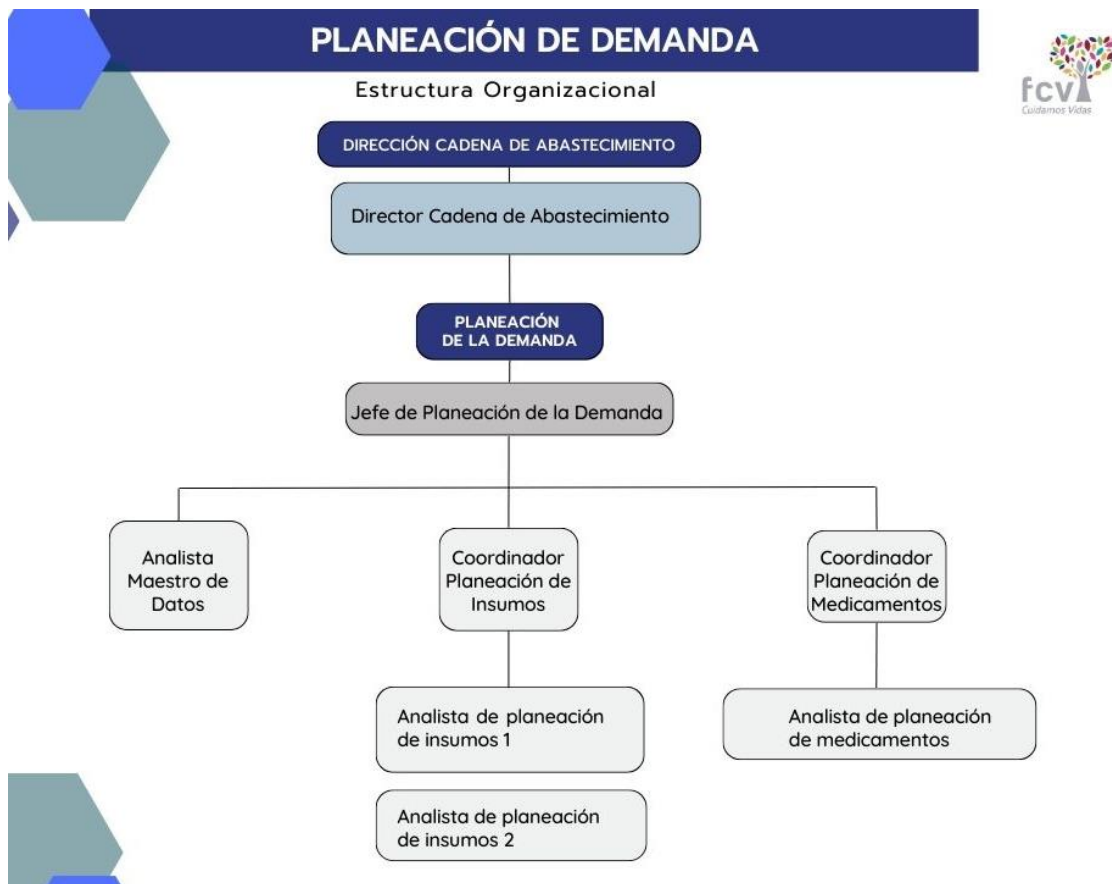 PLANEACIÓN DE DEMANDA
Estructura Organizacional
fcv
Cuidamos Vidas
DIRECCIÓN CADENA DE ABASTECIMIENTO
Director Cadena de Abastecimiento
PLANEACIÓN
DE LA DEMANDA
Jefe de Planeación de la Demanda
Analista
Maestro de
Datos
Coordinador
Planeación de
Insumos
Coordinador
Planeación de
Medicamentos
Analista de planeación
de insumos 1
Analista de planeación
de medicamentos
Analista de planeación
de insumos 2